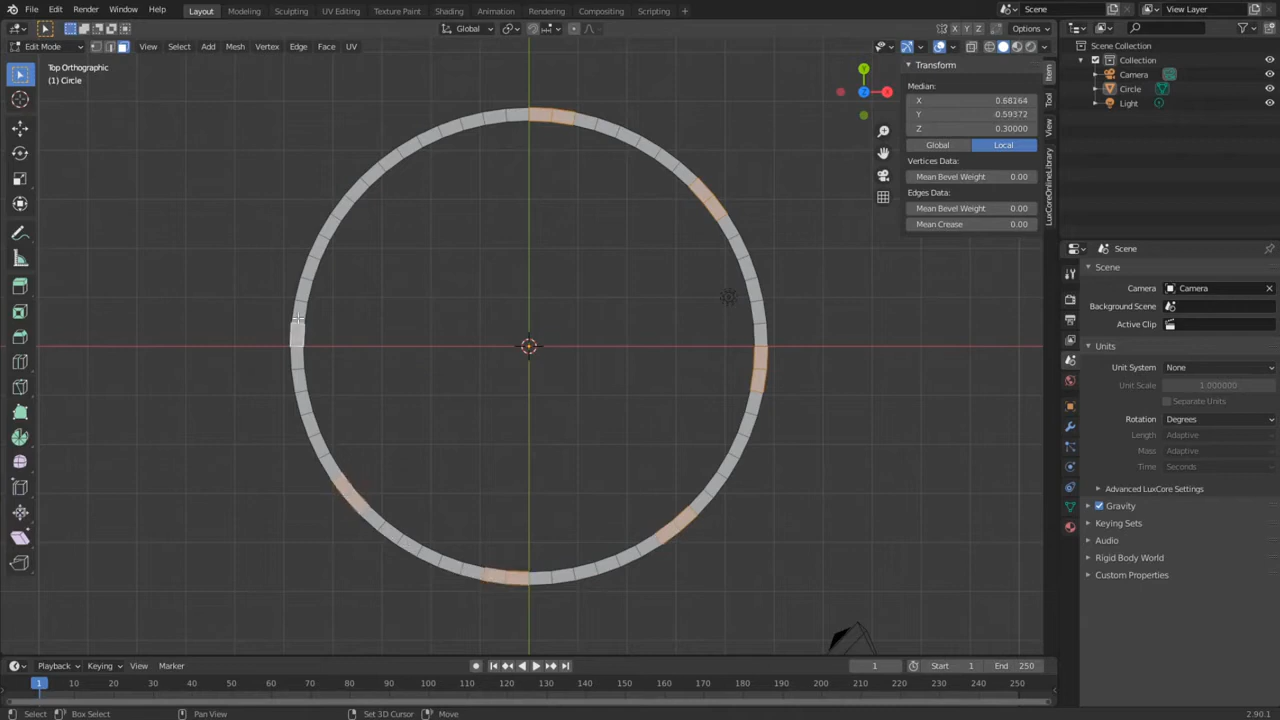 File Edit Render Window Help Layout Modeling Sculpting UV Editing Texture Paint Shading Animation Rendering Compositing Scripting + Scene View Layer
Global Options
Edit Mode View Select Add Mesh Vertex Edge Face UV X Y Z
Top Orthographic
(1) Circle
Transform
Median:
X 0.68164
Y 0.59372
Z 0.30000
Global Local
Vertices Data:
Mean Bevel Weight 0.00
Edges Data:
Mean Bevel Weight 0.00
Mean Crease 0.00
Item
Tool
View
LuxCoreOnlineLibrary
Y
Z
X
Scene Collection
Collection
Camera
Circle
Light
Scene
Scene
Camera Camera
Background Scene
Active Clip
Units
Unit System None
Unit Scale 1.000000
Separate Units
Rotation Degrees
Length Adaptive
Mass Adaptive
Time Seconds
Advanced LuxCore Settings
Gravity
Keying Sets
Audio
Rigid Body World
Custom Properties
Playback Keying View Marker 1 Start 1 End 250
1 10 20 30 40 50 60 70 80 90 100 110 120 130 140 150 160 170 180 190 200 210 220 230 240 250
Select Box Select Pan View Set 3D Cursor Move 2.90.1